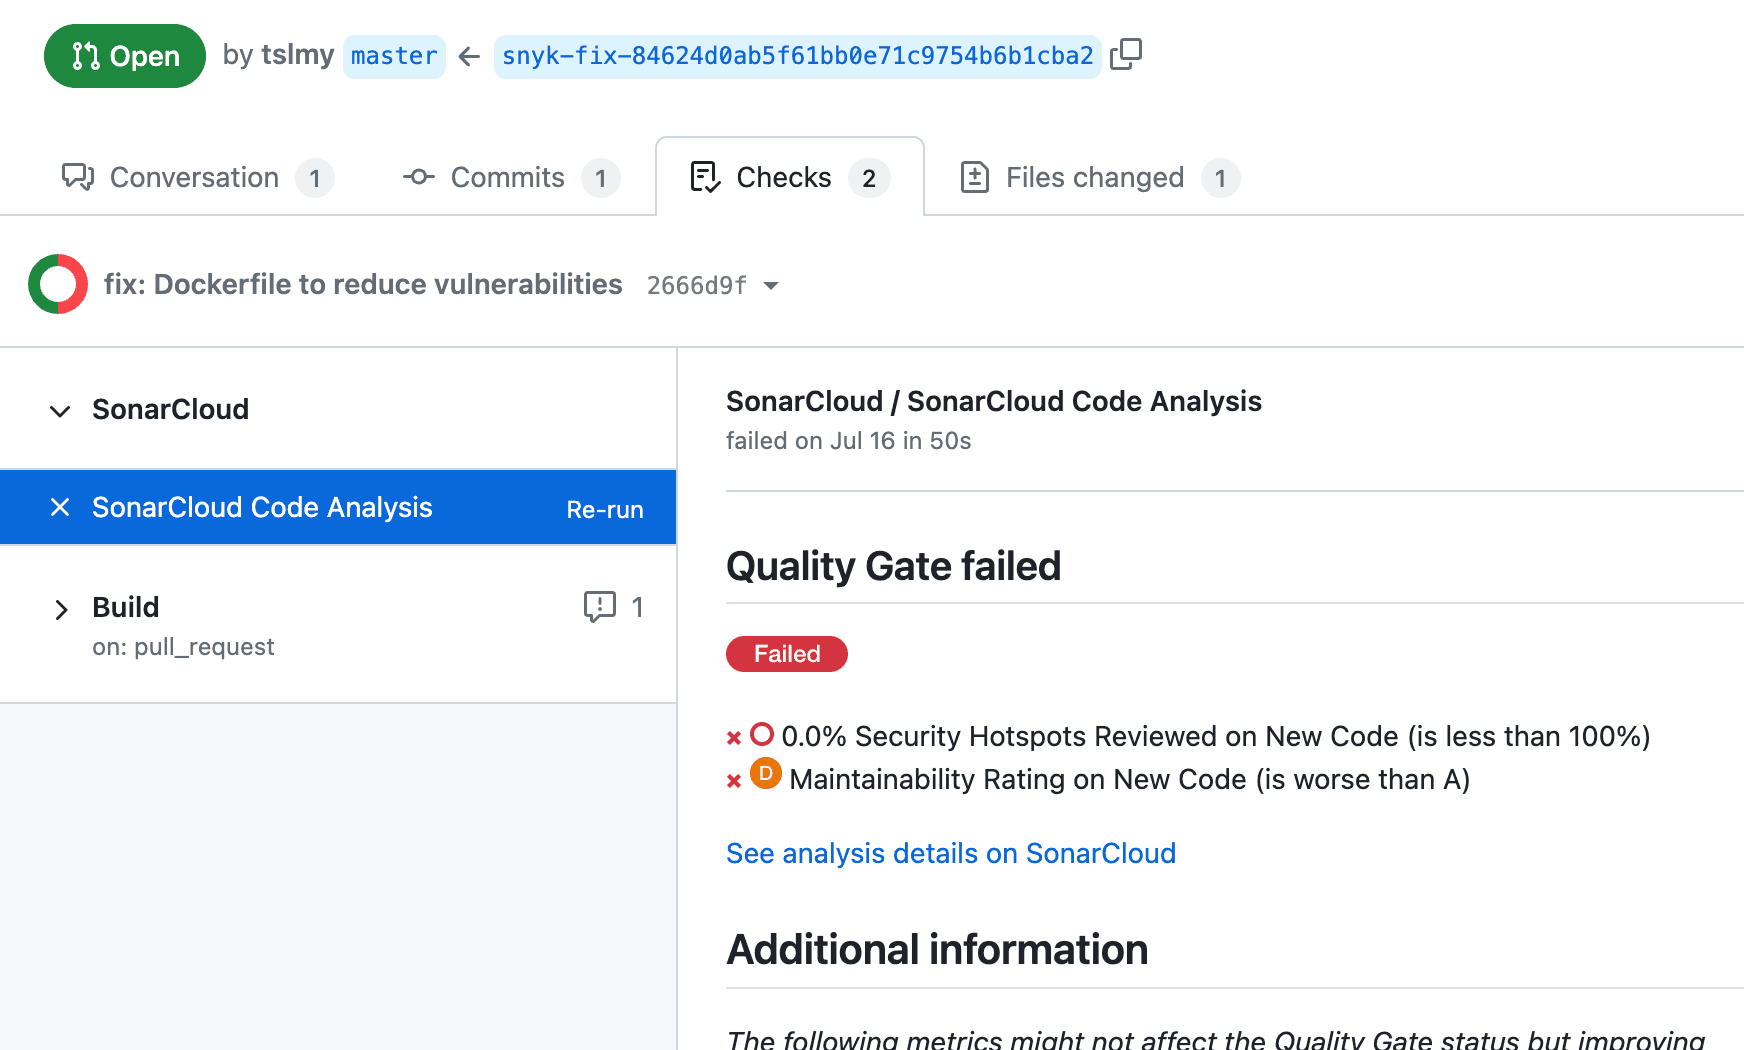 Open by tslmy master ← snyk-fix-84624d0ab5f61bb0e71c9754b6b1cba2
Conversation 1 Commits 1 Checks 2 Files changed 1
fix: Dockerfile to reduce vulnerabilities 2666d9f
SonarCloud
SonarCloud Code Analysis Re-run
Build 1
on: pull_request
SonarCloud / SonarCloud Code Analysis
failed on Jul 16 in 50s
Quality Gate failed
Failed
0.0% Security Hotspots Reviewed on New Code (is less than 100%)
D Maintainability Rating on New Code (is worse than A)
See analysis details on SonarCloud
Additional information
The following metrics might not affect the Quality Gate status but improving